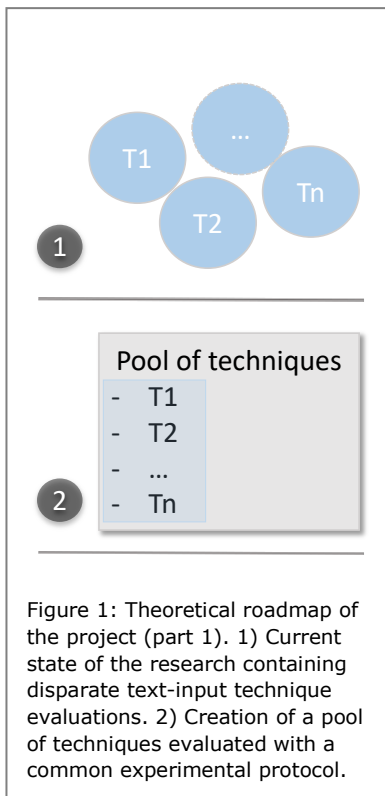 ...
T1
Tn
T2
1
Pool of techniques
- T1
- T2
- ...
2
- Tn
Figure 1: Theoretical roadmap of
the project (part 1). 1) Current
state of the research containing
disparate text-input technique
evaluations. 2) Creation of a pool
of techniques evaluated with a
common experimental protocol.